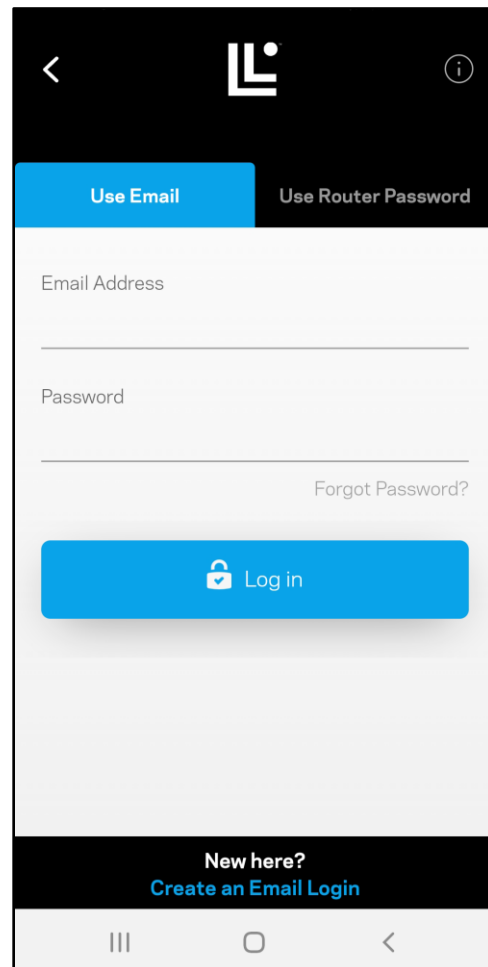 Use Email
Use Router Password
Email Address
Password
Forgot Password?
Log in
New here?
Create an Email Login